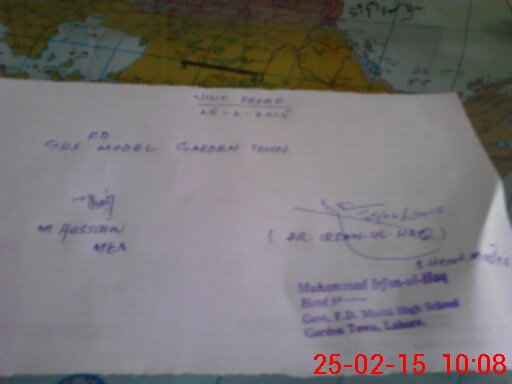 VISIT PROOF
25-2-2015
GHS F.D MODEL GARDEN TOWN
M HUSSAIN
MEA
( DR. IRFAN-UL-HAQ )
Muhammad Irfan-ul-Haq
Head
Govt. F.D. Model High School
Garden Town, Lahore.
25-02-15 10:08